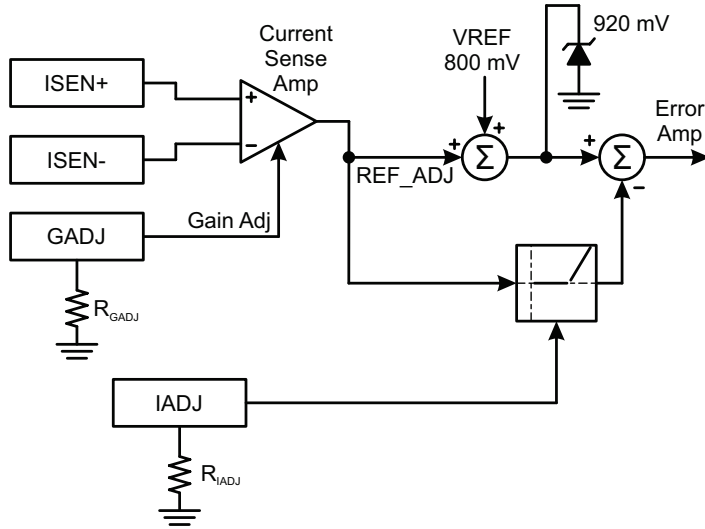 Current
Sense
Amp
VREF
800 mV
920 mV
ISEN+
+
+
+
+
Error
Amp
ISEN-
−
Σ
Σ
REF_ADJ
−
GADJ
Gain Adj
RGADJ
IADJ
RIADJ